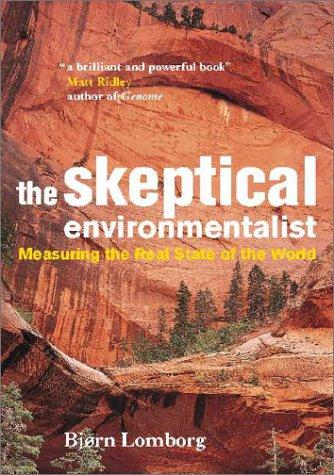 “a brilliant and powerful book”
Matt Ridley,
author of Genome
the skeptical
environmentalist
Measuring the Real State of the World
Bjørn Lomborg